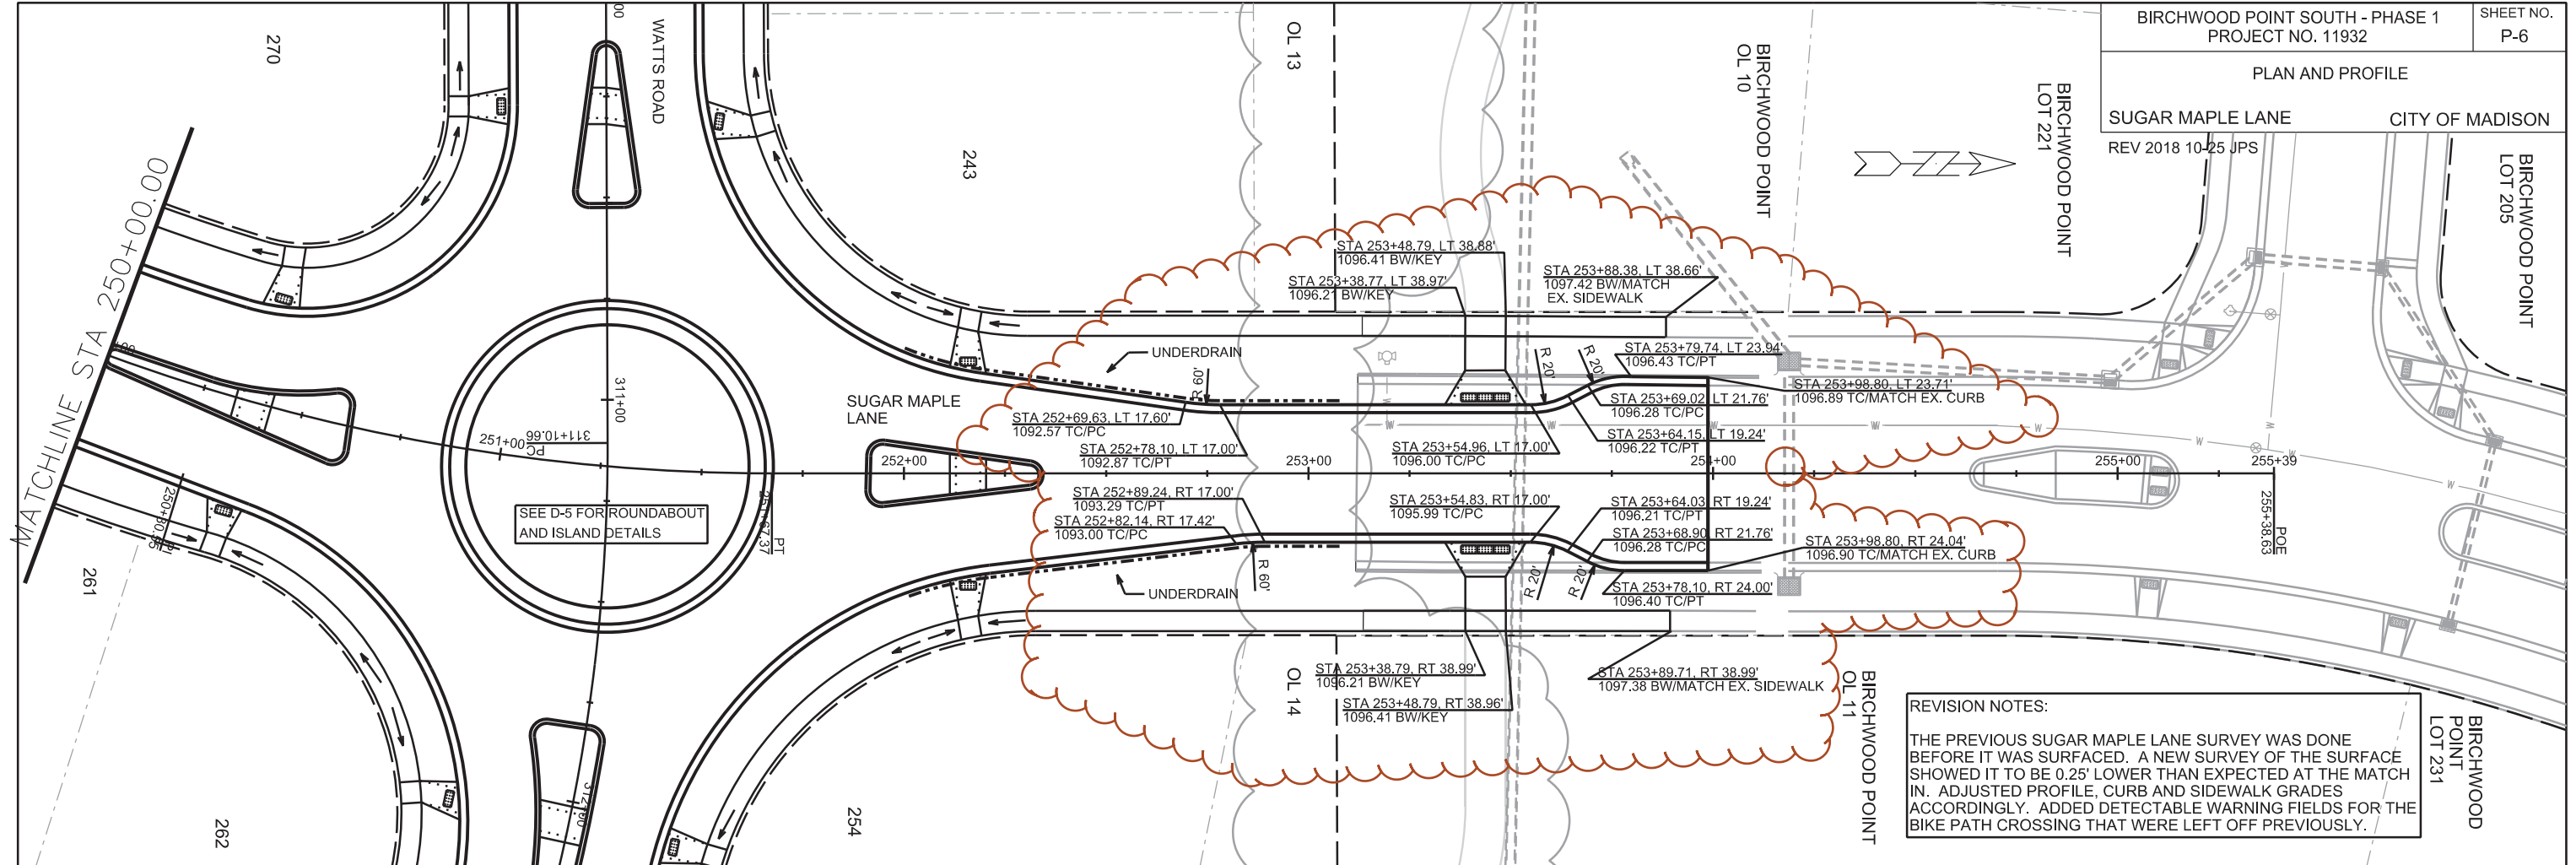 BIRCHWOOD POINT SOUTH - PHASE 1
PROJECT NO. 11932
SHEET NO.
P-6
PLAN AND PROFILE
SUGAR MAPLE LANE
CITY OF MADISON
REV 2018 10-25 JPS
270
WATTS ROAD
00
243
OL 13
BIRCHWOOD POINT
OL 10
BIRCHWOOD POINT
LOT 221
BIRCHWOOD POINT
LOT 205
MATCHLINE STA 250+00.00
STA 253+48.79, LT 38.88'
1096.41 BW/KEY
STA 253+38.77, LT 38.97'
1096.21 BW/KEY
STA 253+88.38, LT 38.66'
1097.42 BW/MATCH
EX. SIDEWALK
UNDERDRAIN
R 60'
R 20'
R 20'
STA 253+79.74, LT 23.94'
1096.43 TC/PT
STA 253+98.80, LT 23.71'
1096.89 TC/MATCH EX. CURB
STA 253+69.02, LT 21.76'
1096.28 TC/PC
STA 253+64.15, LT 19.24'
1096.22 TC/PT
SUGAR MAPLE
LANE
STA 252+69.63, LT 17.60'
1092.57 TC/PC
STA 252+78.10, LT 17.00'
1092.87 TC/PT
STA 253+54.96, LT 17.00'
1096.00 TC/PC
W
W
W
W
W
W
W
W
W
311+00
311+10.66
251+00
PC
252+00
253+00
254+00
255+00
255+39
POE
255+38.63
SEE D-5 FOR ROUNDABOUT
AND ISLAND DETAILS
PT
251+67.37
STA 252+89.24, RT 17.00'
1093.29 TC/PT
STA 252+82.14, RT 17.42'
1093.00 TC/PC
STA 253+54.83, RT 17.00'
1095.99 TC/PC
STA 253+64.03, RT 19.24'
1096.21 TC/PT
STA 253+68.90, RT 21.76'
1096.28 TC/PC
STA 253+98.80, RT 24.04'
1096.90 TC/MATCH EX. CURB
STA 253+78.10, RT 24.00'
1096.40 TC/PT
R 60'
R 20'
R 20'
UNDERDRAIN
261
STA 253+38.79, RT 38.99'
1096.21 BW/KEY
STA 253+48.79, RT 38.96'
1096.41 BW/KEY
STA 253+89.71, RT 38.99'
1097.38 BW/MATCH EX. SIDEWALK
OL 14
BIRCHWOOD POINT
OL 11
BIRCHWOOD
POINT
LOT 231
262
312+00
254
REVISION NOTES:
THE PREVIOUS SUGAR MAPLE LANE SURVEY WAS DONE
BEFORE IT WAS SURFACED. A NEW SURVEY OF THE SURFACE
SHOWED IT TO BE 0.25' LOWER THAN EXPECTED AT THE MATCH
IN. ADJUSTED PROFILE, CURB AND SIDEWALK GRADES
ACCORDINGLY. ADDED DETECTABLE WARNING FIELDS FOR THE
BIKE PATH CROSSING THAT WERE LEFT OFF PREVIOUSLY.